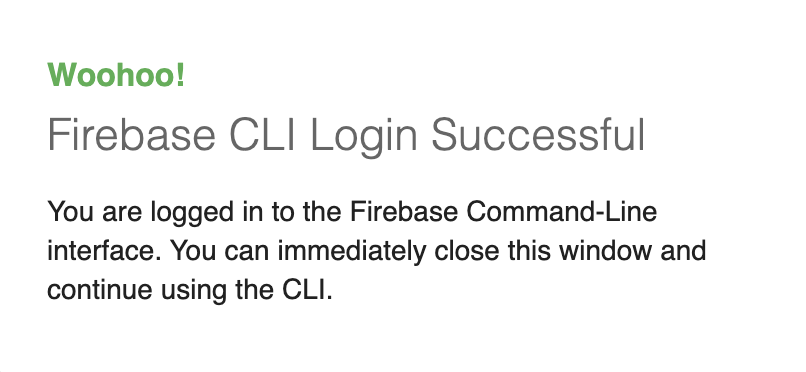 Woohoo!
Firebase CLI Login Successful
You are logged in to the Firebase Command-Line
interface. You can immediately close this window and
continue using the CLI.